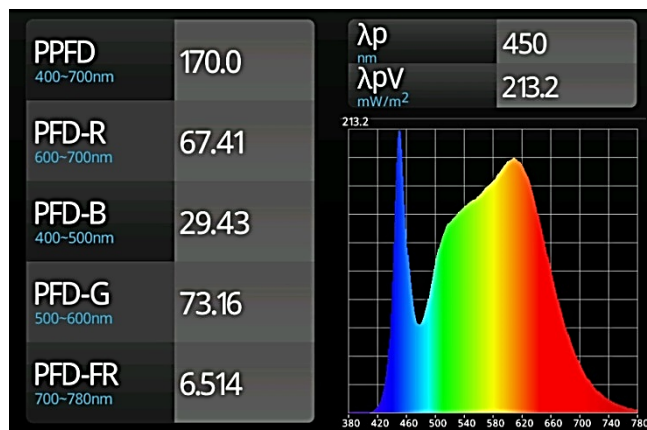 PPFD
400~700nm
170.0
PFD-R
600~700nm
67.41
PFD-B
400~500nm
29.43
PFD-G
500~600nm
73.16
PFD-FR
700~780nm
6.514
λp
nm
450
λpV
mW/m²
213.2
213.2
380 420 460 500 540 580 620 660 700 740 780